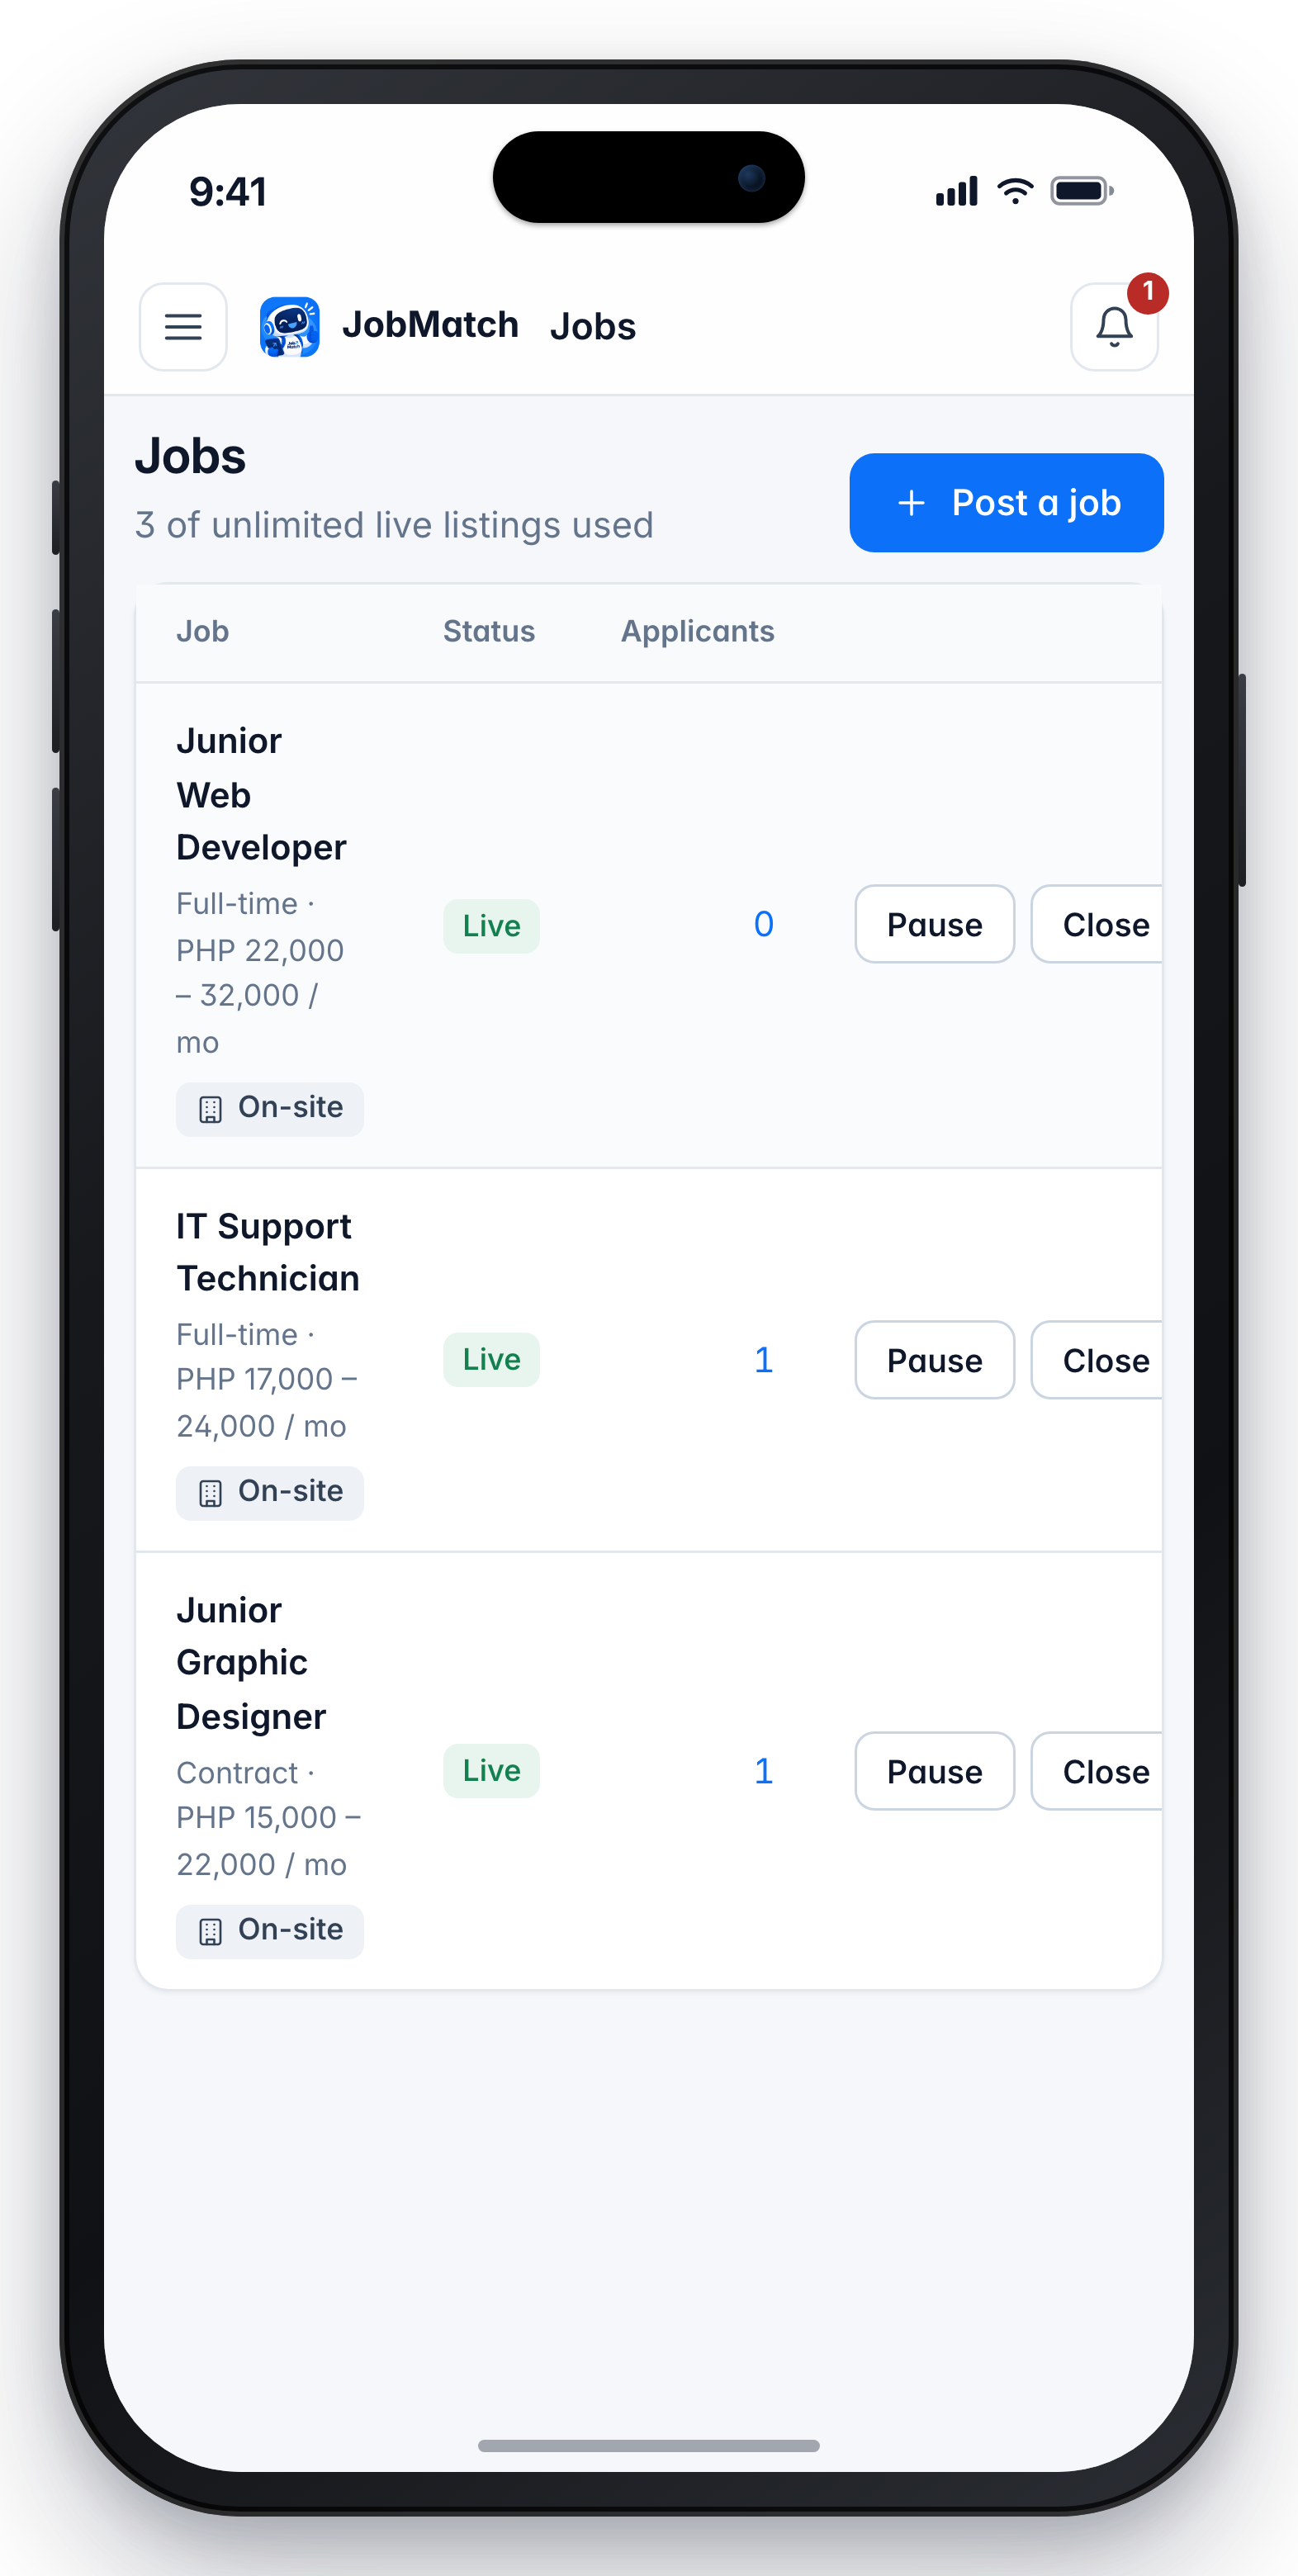 9:41
JobMatch Jobs
1
Jobs
3 of unlimited live listings used
+ Post a job
Job Status Applicants
Junior
Web
Developer
Full-time ·
PHP 22,000
– 32,000 /
mo
On-site
Live
0
Pause
Close
IT Support
Technician
Full-time ·
PHP 17,000 –
24,000 / mo
On-site
Live
1
Pause
Close
Junior
Graphic
Designer
Contract ·
PHP 15,000 –
22,000 / mo
On-site
Live
1
Pause
Close